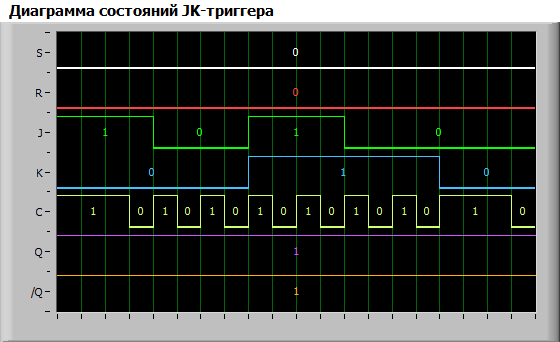 Диаграмма состояний JK-триггера
S 0
R 0
J 1 0 1 0
K 0 1 0
C 1 0 1 0 1 0 1 0 1 0 1 0 1 0 1 0
Q 1
/Q 1